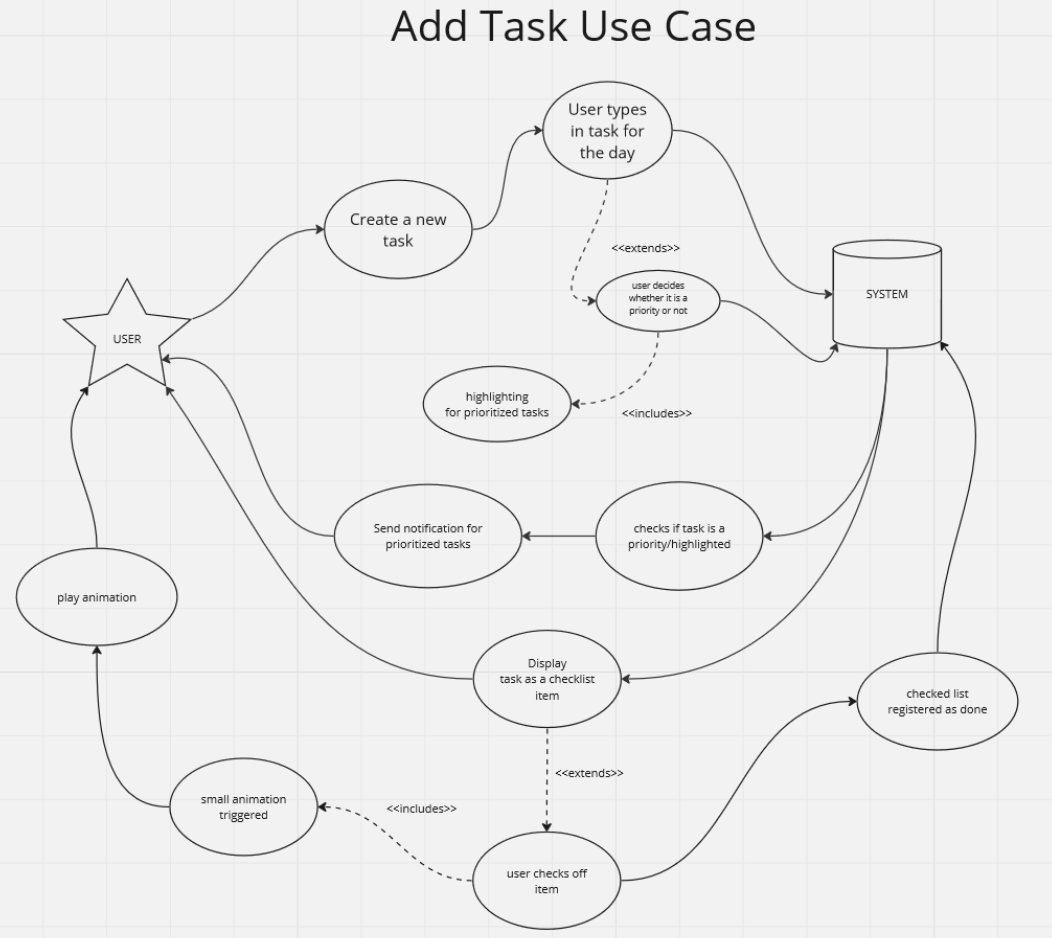 Add Task Use Case
User types
in task for
the day
Create a new
task
<<extends>>
user decides
whether it is a
priority or not
SYSTEM
USER
highlighting
for prioritized tasks
<<includes>>
Send notification for
prioritized tasks
checks if task is a
priority/highlighted
play animation
Display
task as a checklist
item
checked list
registered as done
<<extends>>
small animation
triggered
<<includes>>
user checks off
item